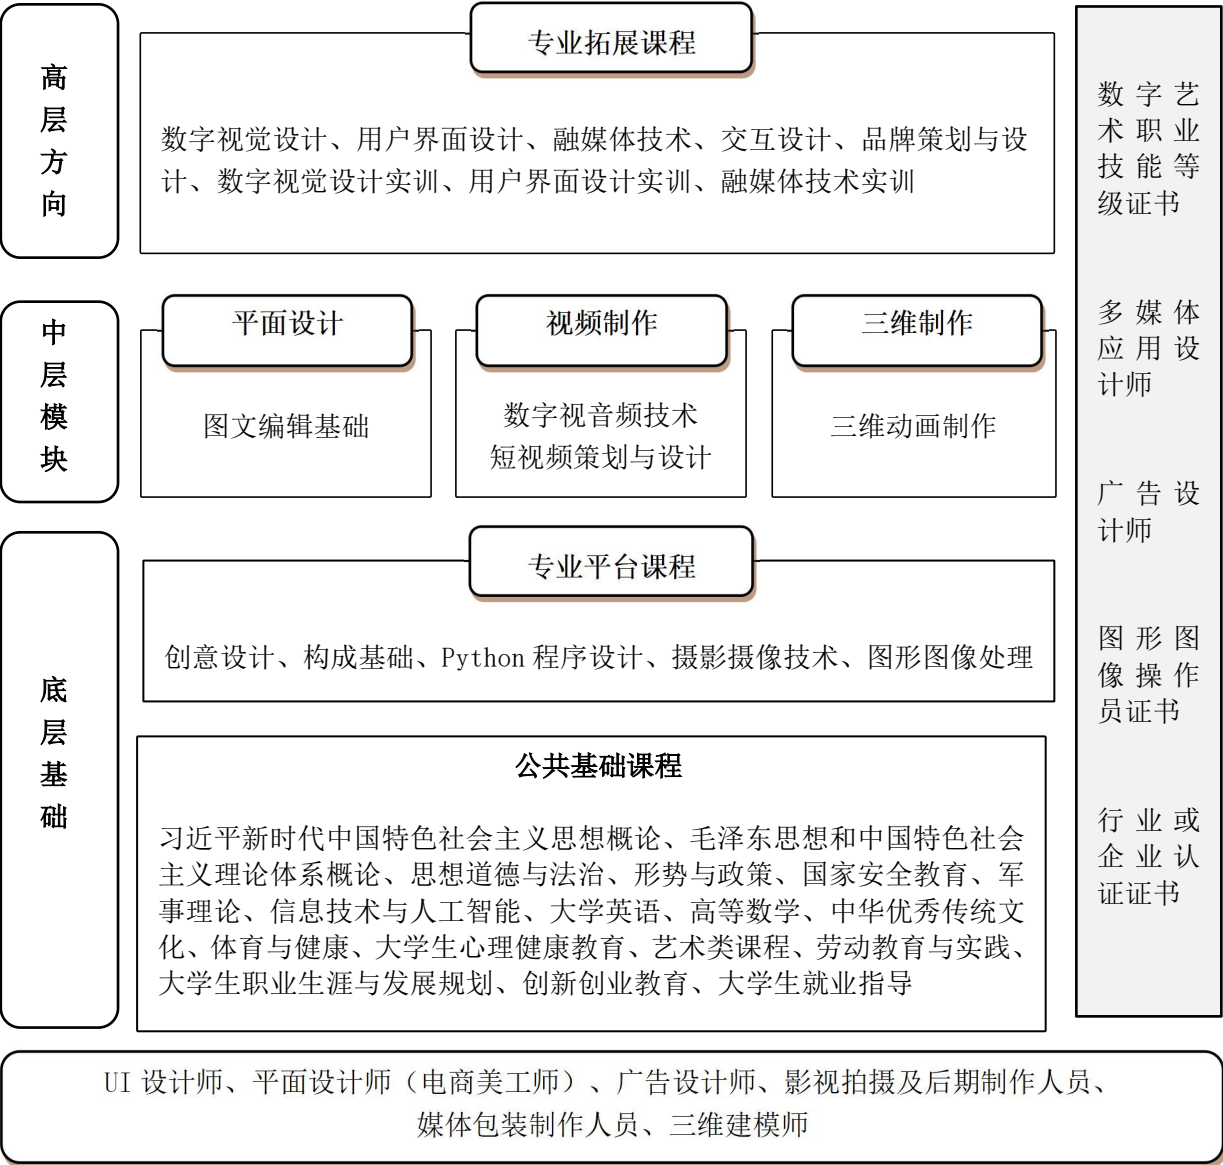 高
层
方
向
专业拓展课程
数字视觉设计、用户界面设计、融媒体技术、交互设计、品牌策划与设
计、数字视觉设计实训、用户界面设计实训、融媒体技术实训
中
层
模
块
平面设计
图文编辑基础
视频制作
数字视音频技术
短视频策划与设计
三维制作
三维动画制作
底
层
基
础
专业平台课程
创意设计、构成基础、Python 程序设计、摄影摄像技术、图形图像处理
公共基础课程
习近平新时代中国特色社会主义思想概论、毛泽东思想和中国特色社会
主义理论体系概论、思想道德与法治、形势与政策、国家安全教育、军
事理论、信息技术与人工智能、大学英语、高等数学、中华优秀传统文
化、体育与健康、大学生心理健康教育、艺术类课程、劳动教育与实践、
大学生职业生涯与发展规划、创新创业教育、大学生就业指导
数字艺
术职业
技能等
级证书
多媒体
应用设
计师
广告设
计师
图形图
像操作
员证书
行业或
企业认
证证书
UI 设计师、平面设计师（电商美工师）、广告设计师、影视拍摄及后期制作人员、
媒体包装制作人员、三维建模师